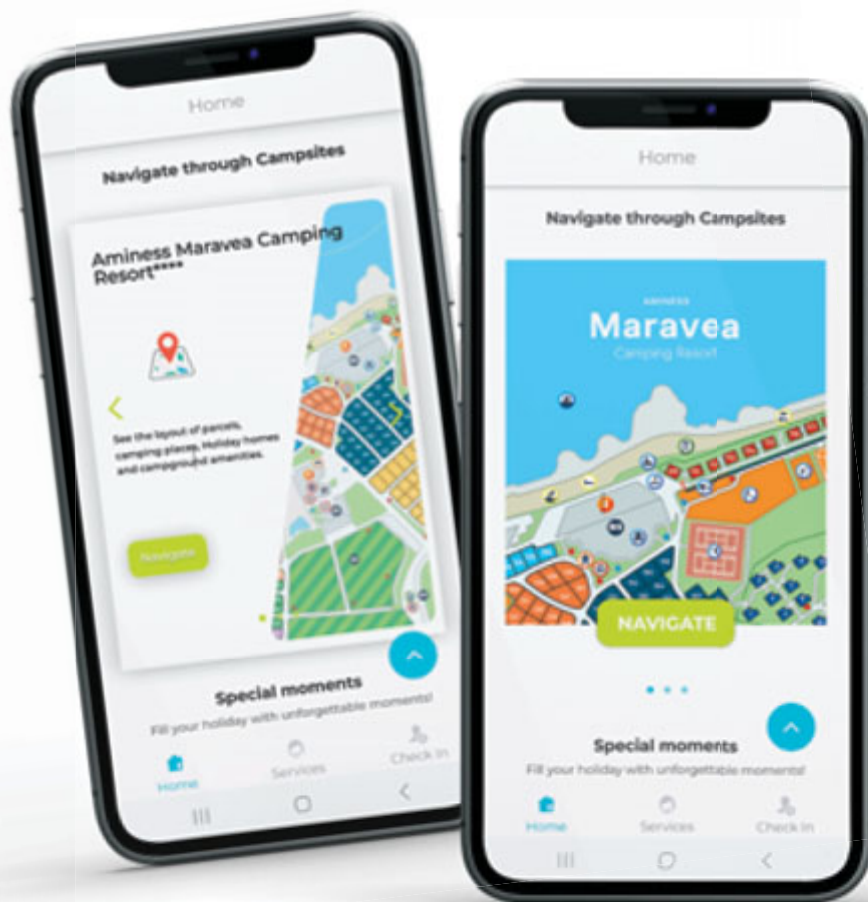 Home
Navigate through Campsites
Aminess Maravea Camping
Resort****
See the layout of parcels,
camping places, Holiday homes
and campground amenities.
Navigate
Special moments
Fill your holiday with unforgettable moments!
Home
Services
Check In
Home
Navigate through Campsites
AMINESS
Maravea
Camping Resort
NAVIGATE
Special moments
Fill your holiday with unforgettable moments!
Home
Services
Check In